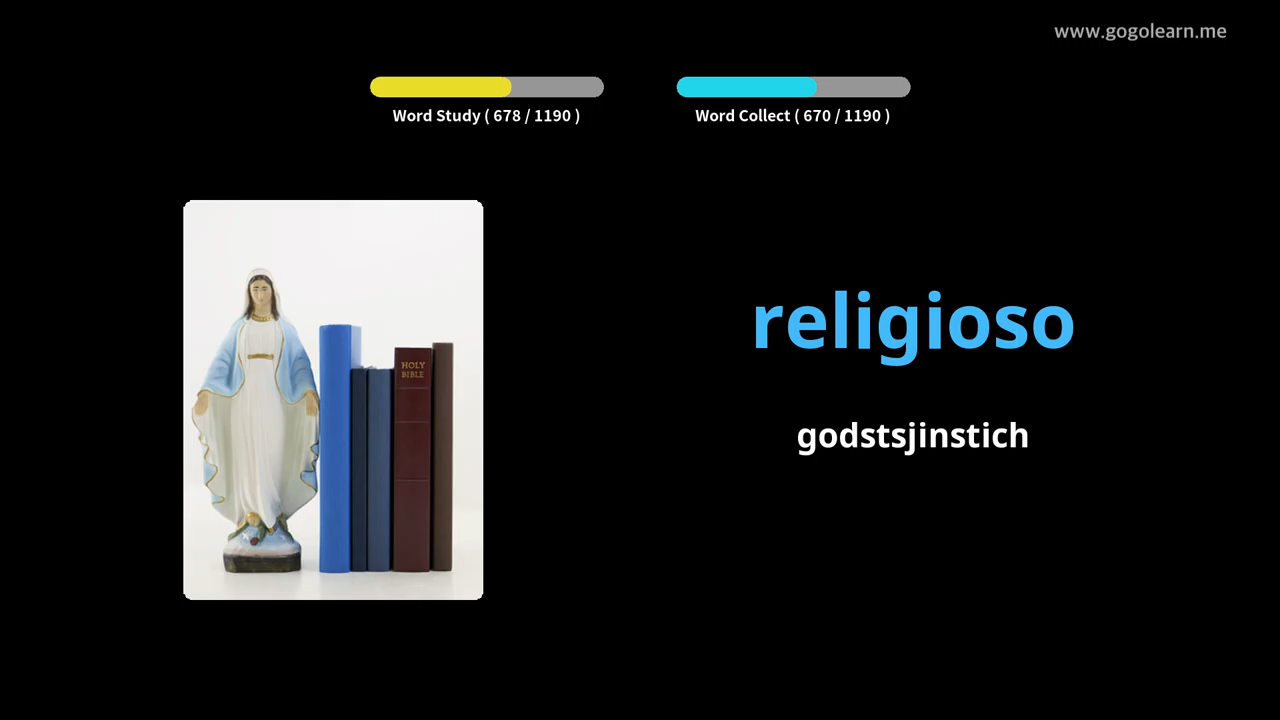 www.gogolearn.me
Word Study ( 678 / 1190 )
Word Collect ( 670 / 1190 )
HOLY
BIBLE
religioso
godstsjinstich